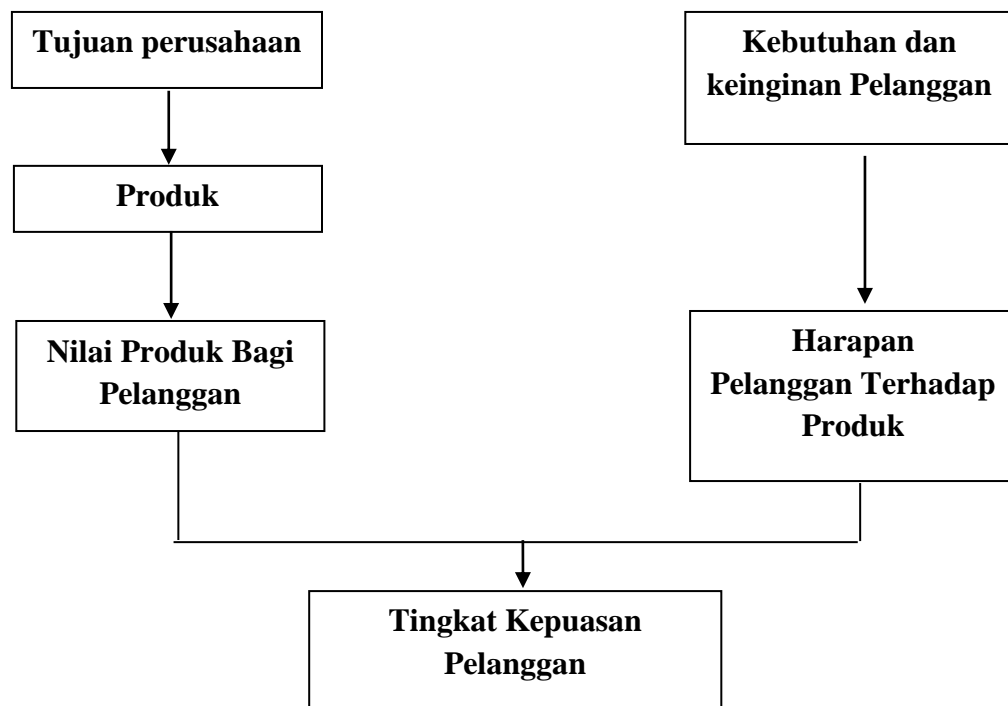 Tujuan perusahaan
Produk
Nilai Produk Bagi
Pelanggan
Kebutuhan dan
keinginan Pelanggan
Harapan
Pelanggan Terhadap
Produk
Tingkat Kepuasan
Pelanggan